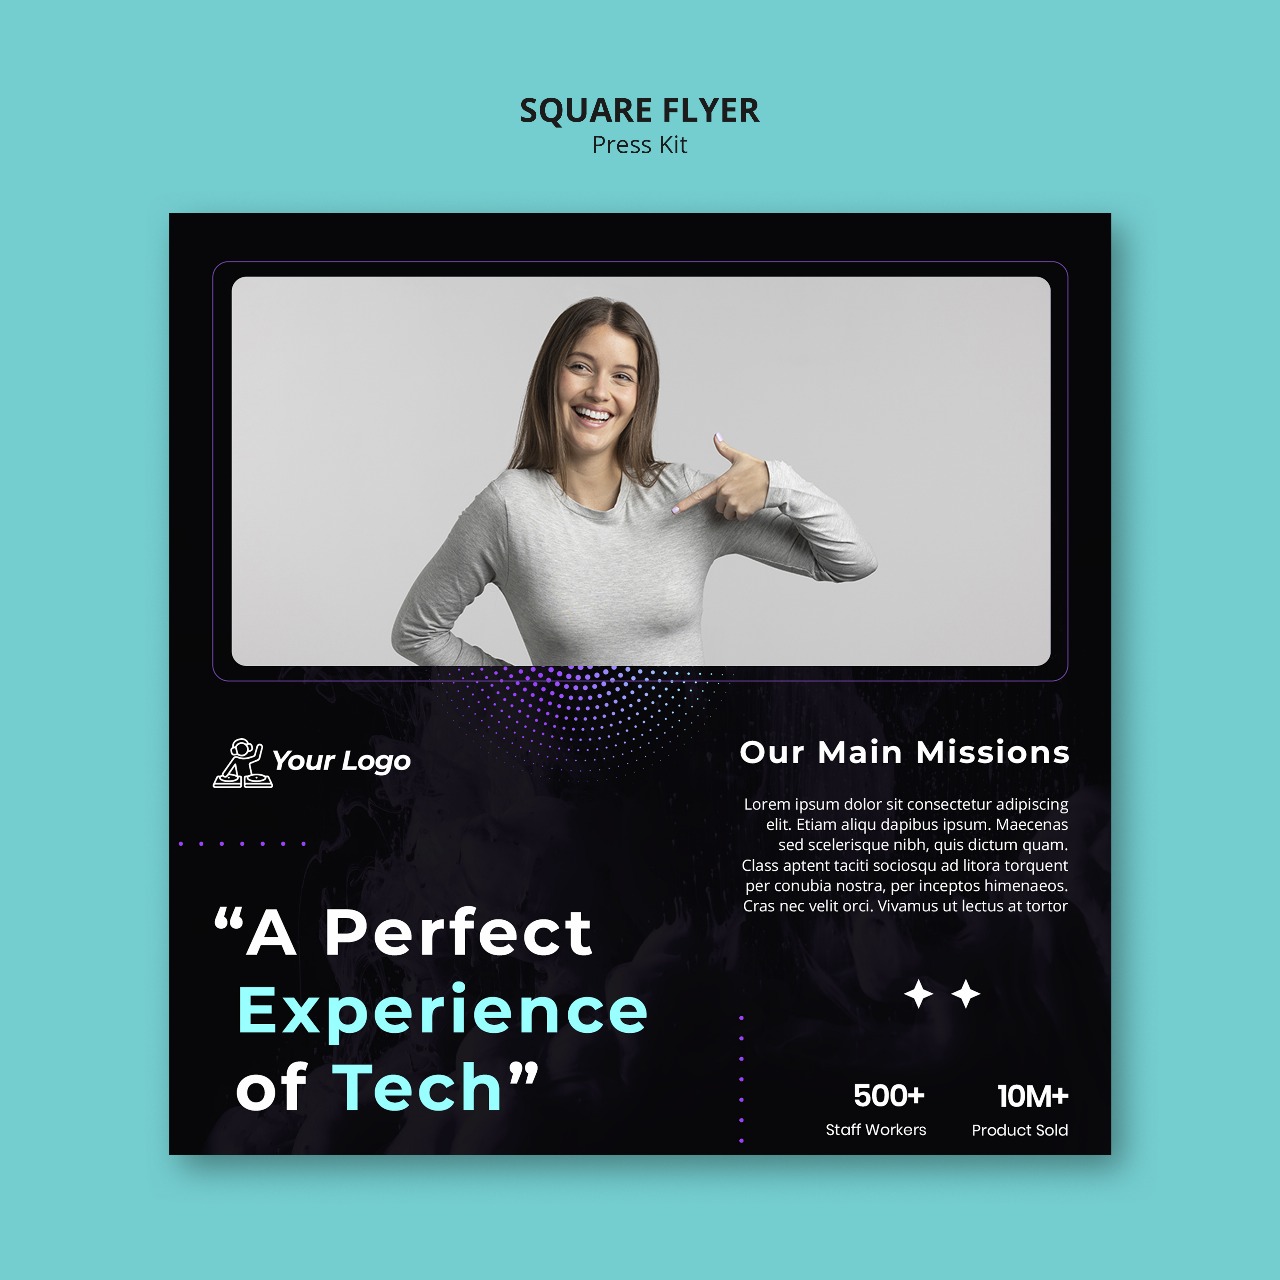 SQUARE FLYER
Press Kit
Your Logo
“A Perfect
Experience
of Tech”
Our Main Missions
Lorem ipsum dolor sit consectetur adipiscing
elit. Etiam aliqu dapibus ipsum. Maecenas
sed scelerisque nibh, quis dictum quam.
Class aptent taciti sociosqu ad litora torquent
per conubia nostra, per inceptos himenaeos.
Cras nec velit orci. Vivamus ut lectus at tortor
500+
Staff Workers
10M+
Product Sold